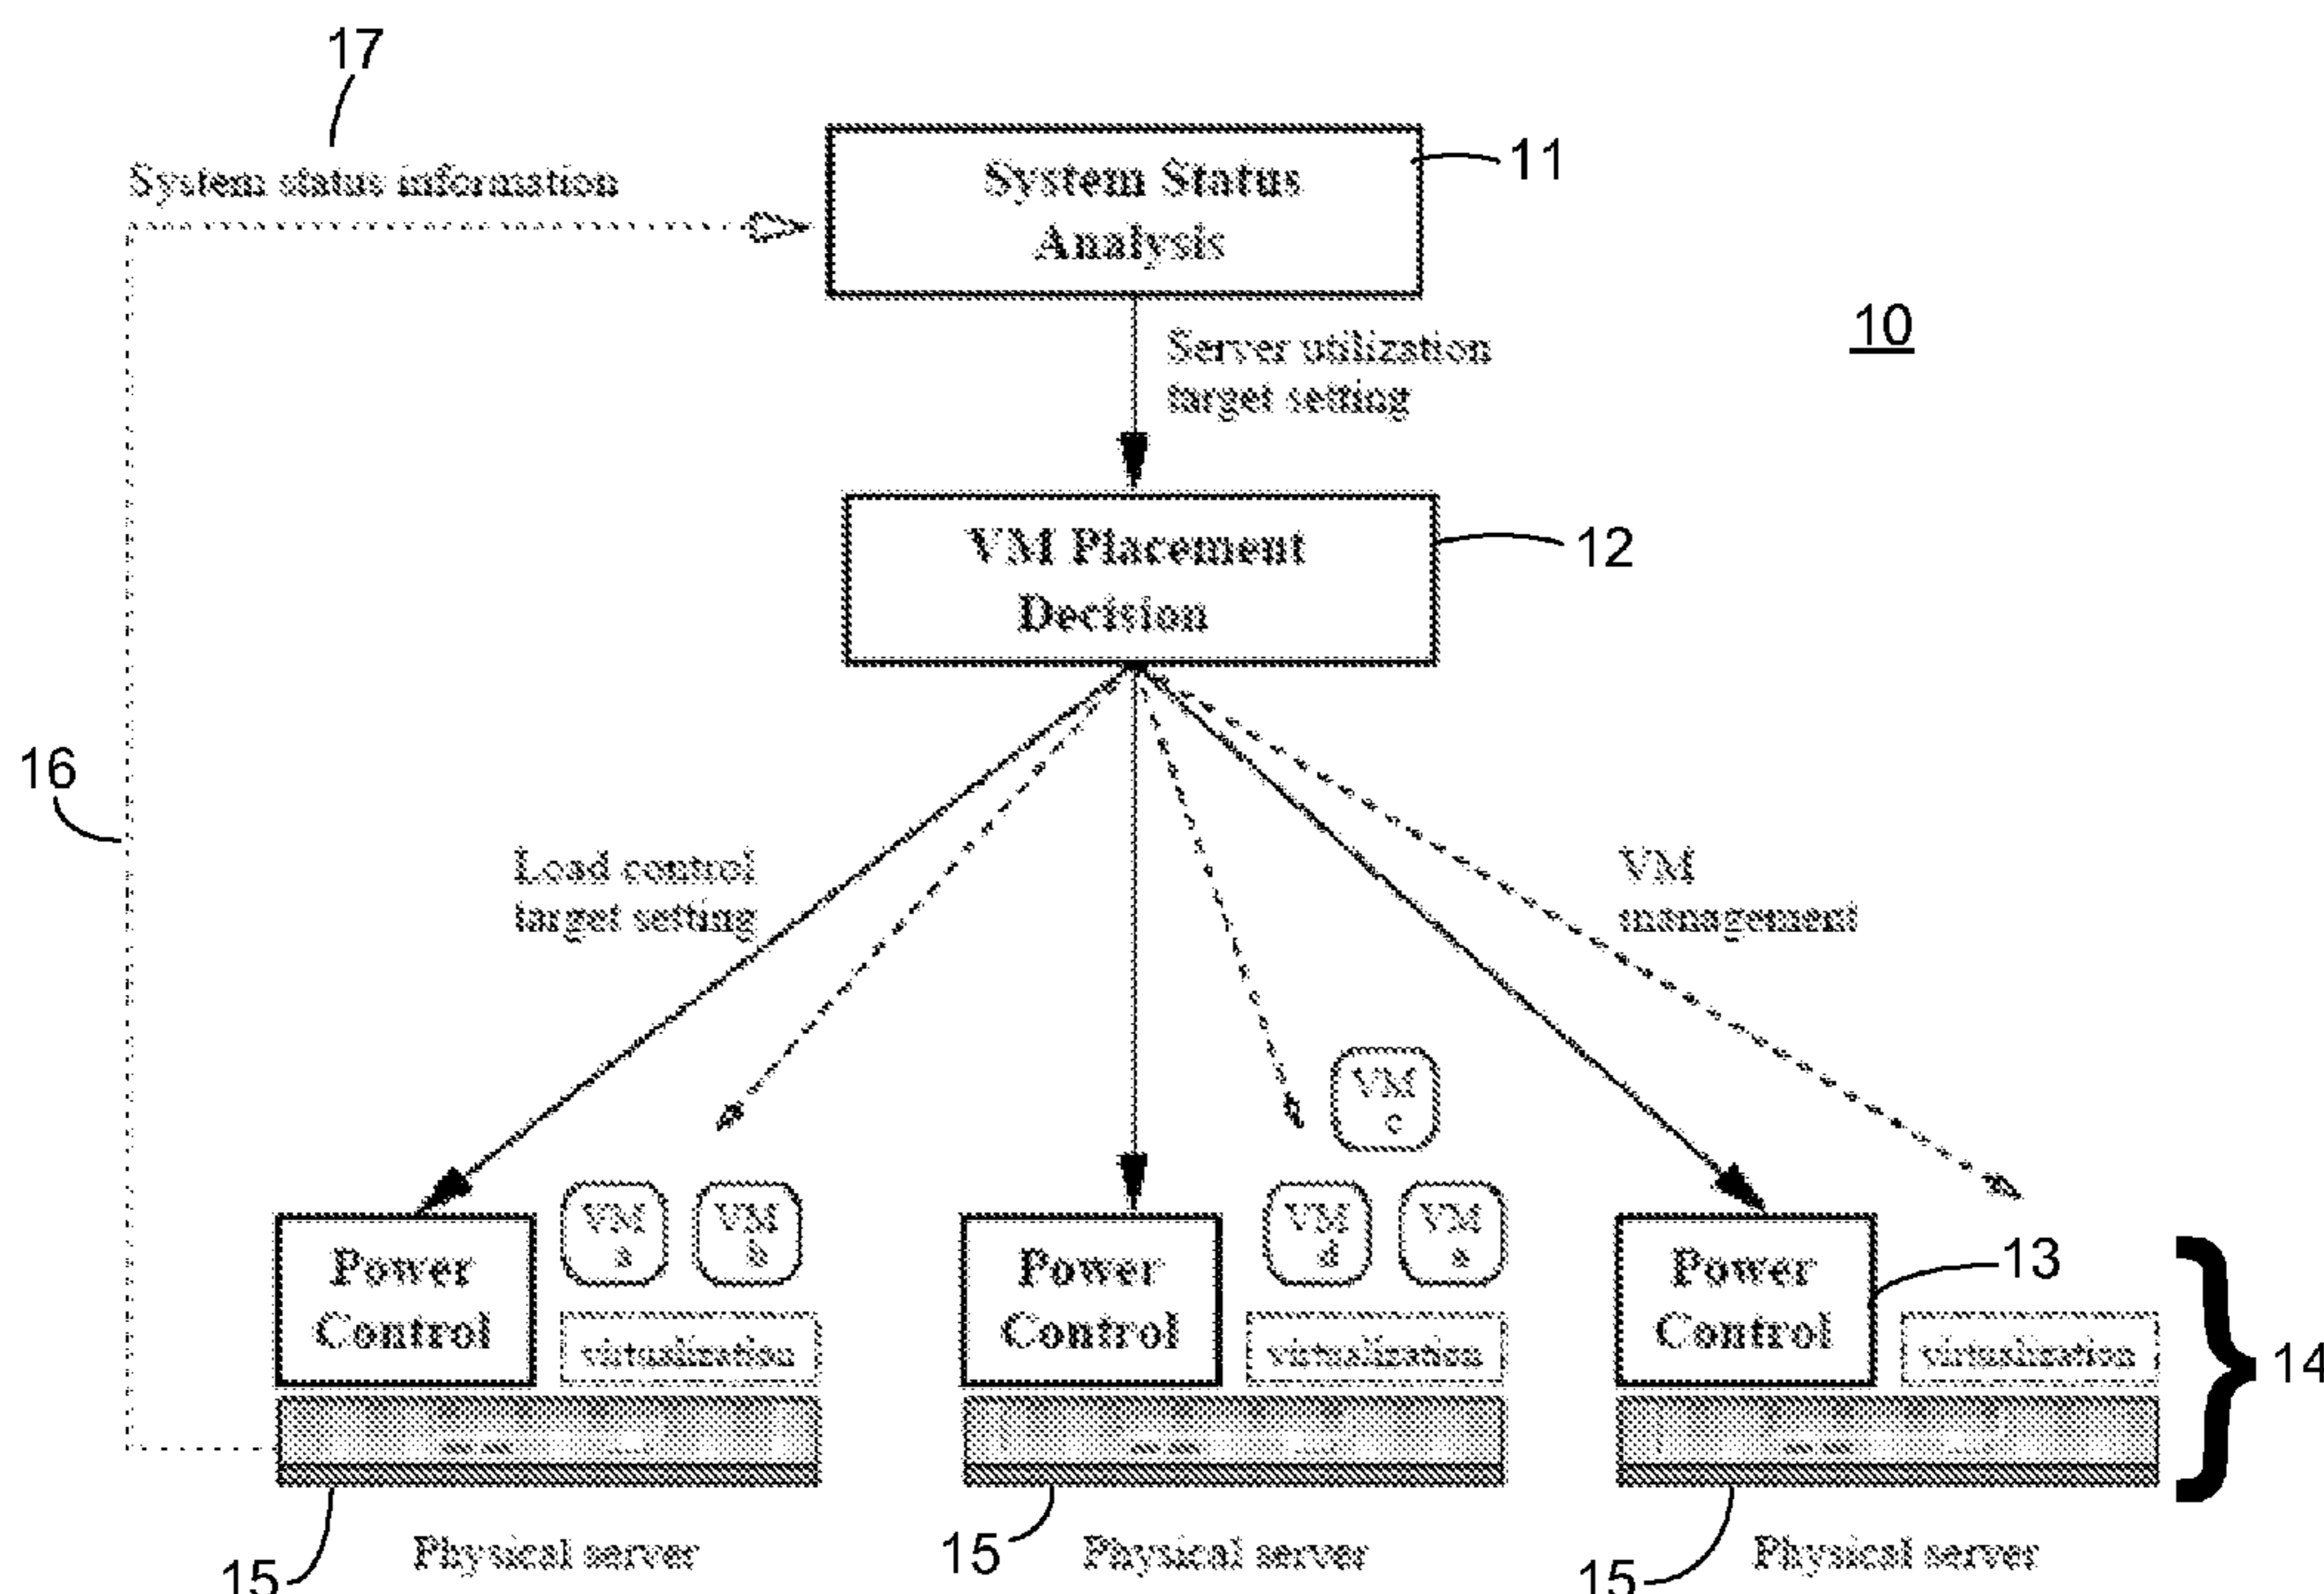 17
System status information
System Status
Analysis
11
10
Server utilization
target setting
VM Placement
Decision
12
16
Load control
target setting
VM
management
VM
c
VM
a
VM
b
VM
d
VM
e
Power
Control
virtualization
Power
Control
virtualization
Power
Control
13
virtualization
14
15
Physical server
15
Physical server
15
Physical server